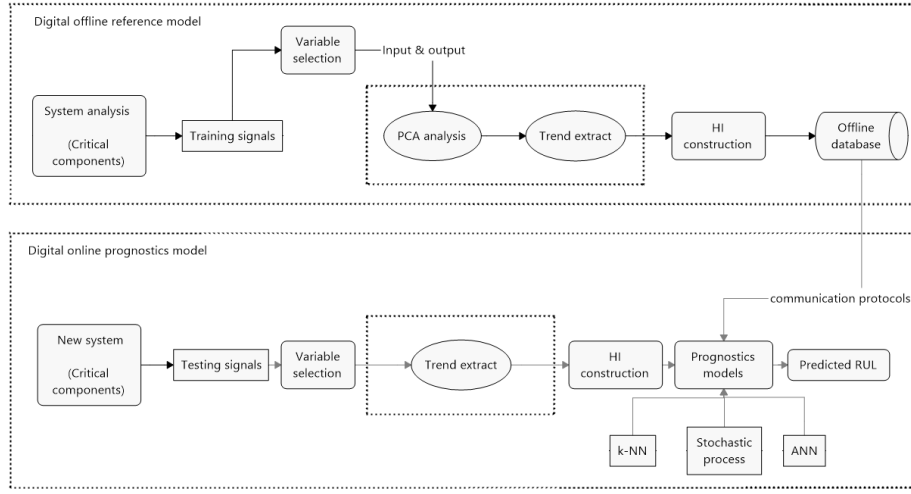 Digital offline reference model
Variable
selection
Input & output
System analysis
(Critical
components)
Training signals
PCA analysis
Trend extract
HI
construction
Offline
database
Digital online prognostics model
communication protocols
New system
(Critical
components)
Testing signals
Variable
selection
Trend extract
HI
construction
Prognostics
models
Predicted RUL
k-NN
Stochastic
process
ANN